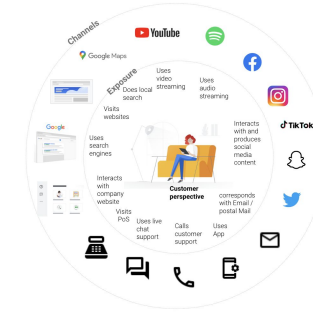 Channels
YouTube
Google Maps
Exposure
Uses
video
streaming
Uses
audio
streaming
Does local
search
Visits
websites
Google
TikTok
Interacts
with and
produces
social
media
content
Uses
search
engines
Interacts
with
company
website
Customer
perspective
corresponds
with Email /
postal Mail
Visits
PoS
Uses live
chat
support
Calls
customer
support
Uses
App